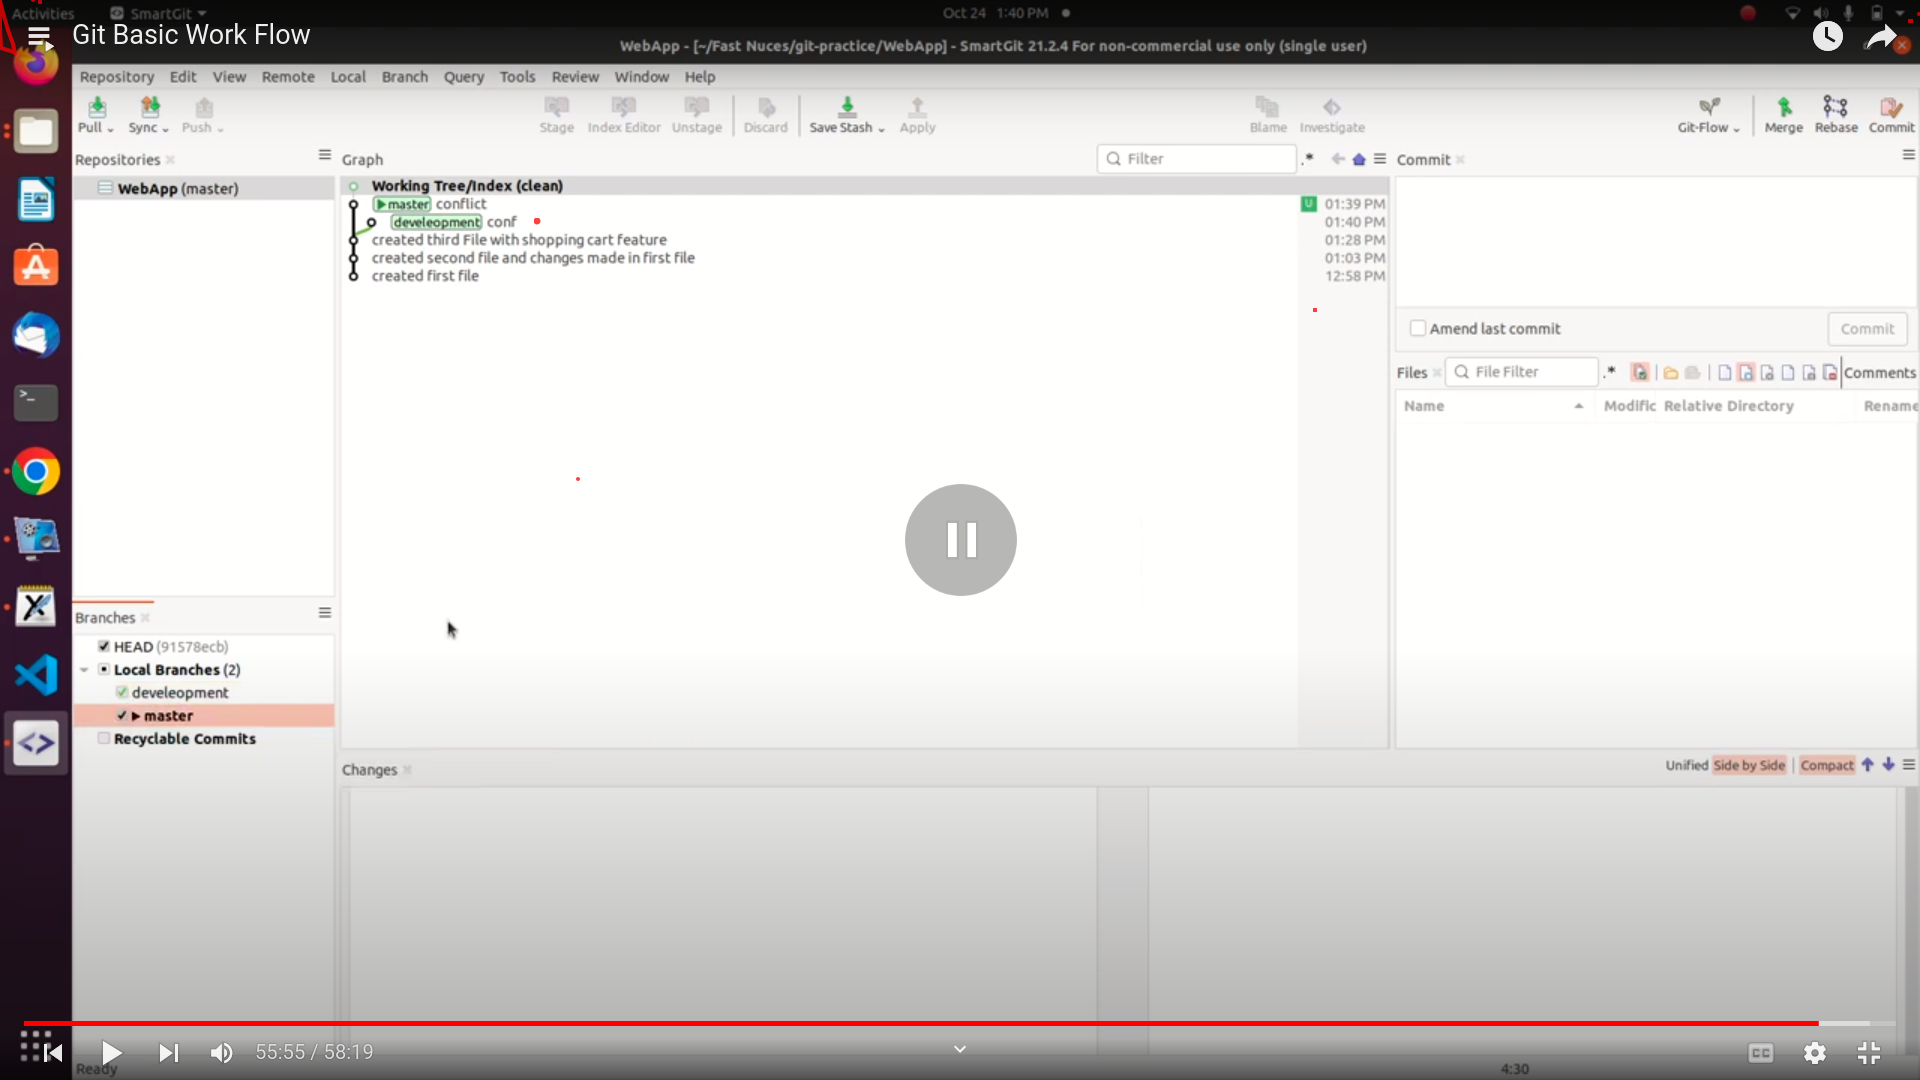 Activities SmartGit Oct 24 1:40 PM
Git Basic Work Flow
WebApp - [~/Fast Nuces/git-practice/WebApp] - SmartGit 21.2.4 For non-commercial use only (single user)
Repository Edit View Remote Local Branch Query Tools Review Window Help
Pull Sync Push Stage Index Editor Unstage Discard Save Stash Apply Blame Investigate Git-Flow Merge Rebase Commit
Repositories Graph Filter .* Commit
WebApp (master) Working Tree/Index (clean)
master conflict U 01:39 PM
develeopment conf 01:40 PM
created third File with shopping cart feature 01:28 PM
created second file and changes made in first file 01:03 PM
created first file 12:58 PM
Amend last commit Commit
Files File Filter .* Comments
Name Modific Relative Directory Rename
Branches
HEAD (91578ecb)
Local Branches (2)
develeopment
master
Recyclable Commits
Changes Unified Side by Side Compact
55:55 / 58:19 CC
Ready 4:30